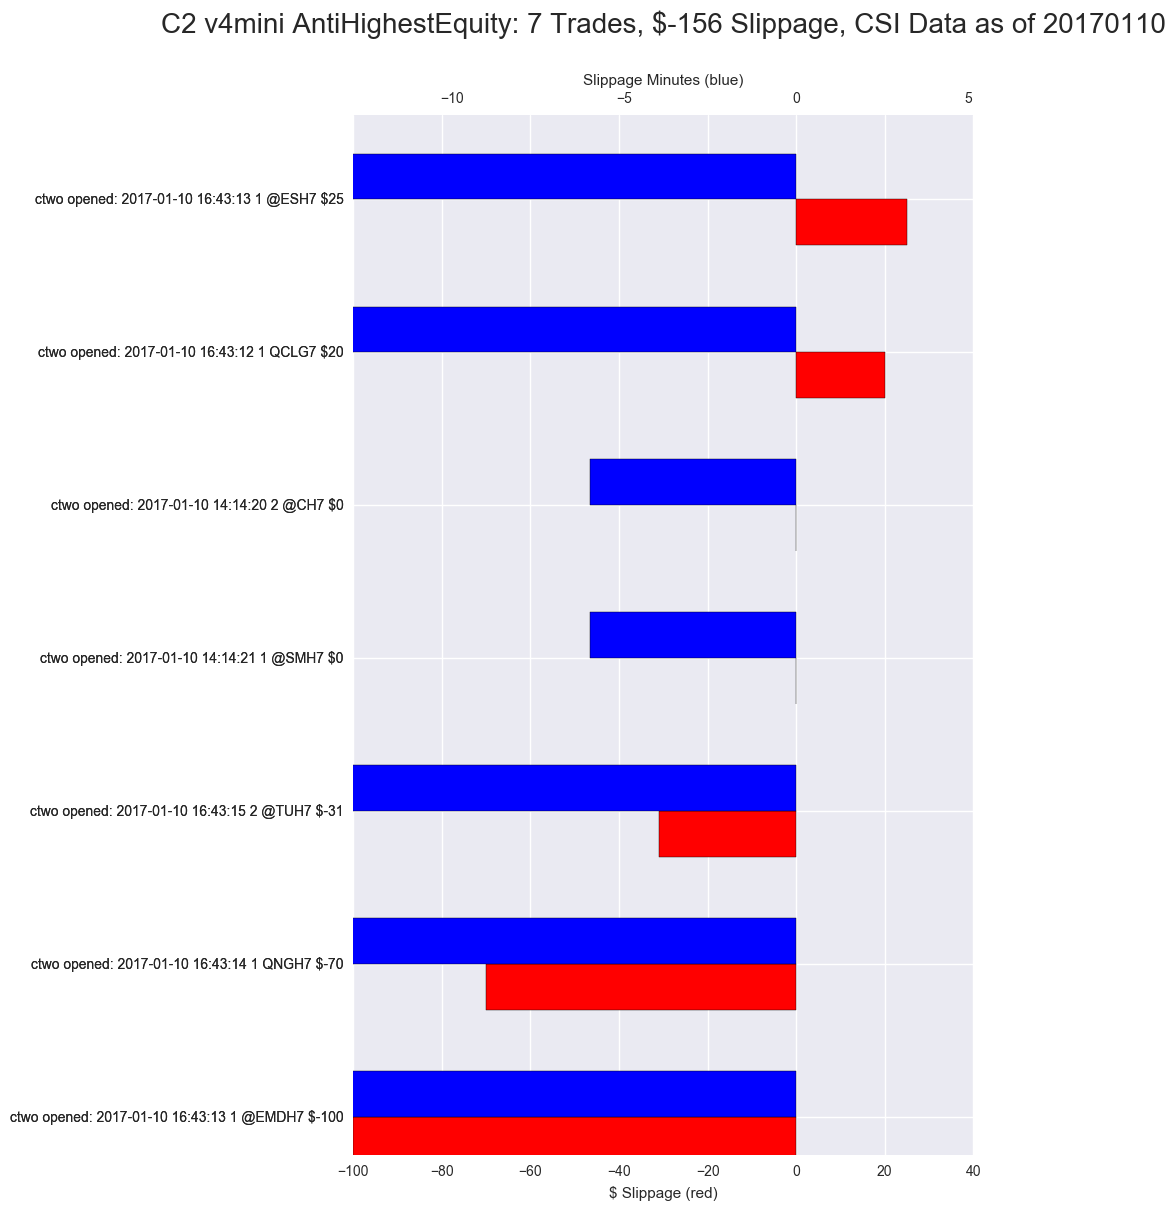 C2 v4mini AntiHighestEquity: 7 Trades, $-156 Slippage, CSI Data as of 20170110
Slippage Minutes (blue)
−10 −5 0 5
ctwo opened: 2017-01-10 16:43:13 1 @ESH7 $25
ctwo opened: 2017-01-10 16:43:12 1 QCLG7 $20
ctwo opened: 2017-01-10 14:14:20 2 @CH7 $0
ctwo opened: 2017-01-10 14:14:21 1 @SMH7 $0
ctwo opened: 2017-01-10 16:43:15 2 @TUH7 $-31
ctwo opened: 2017-01-10 16:43:14 1 QNGH7 $-70
ctwo opened: 2017-01-10 16:43:13 1 @EMDH7 $-100
−100 −80 −60 −40 −20 0 20 40
$ Slippage (red)